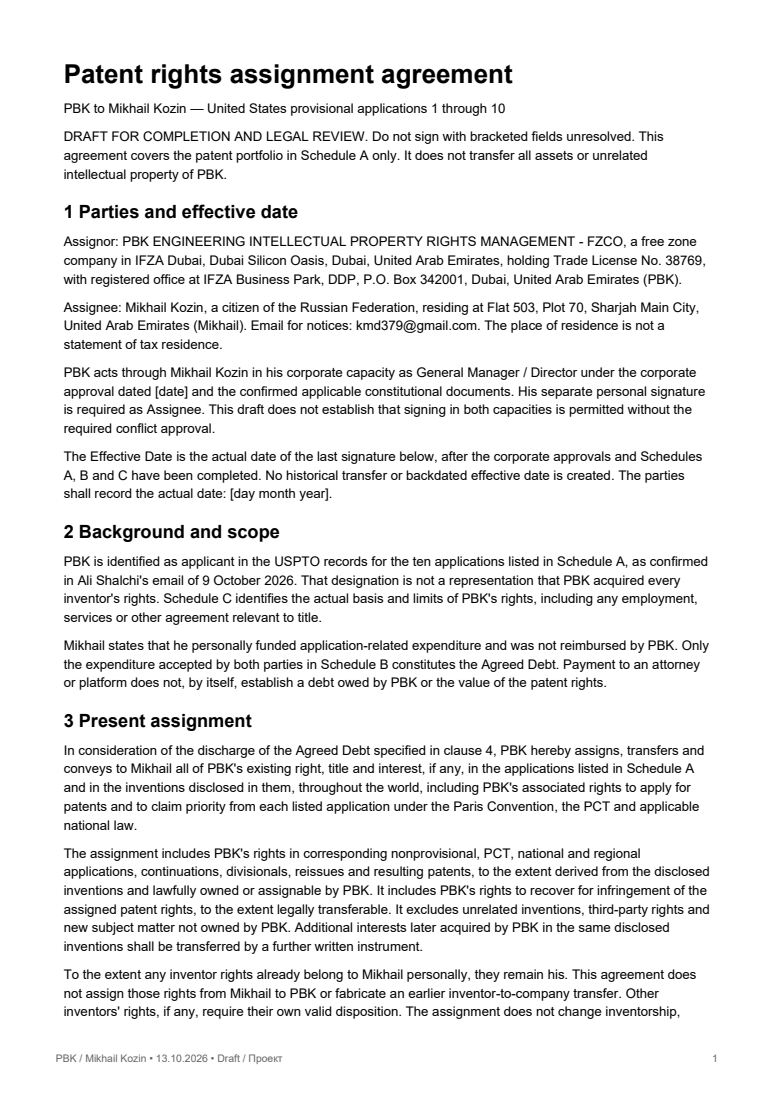 Patent rights assignment agreement
PBK to Mikhail Kozin — United States provisional applications 1 through 10
DRAFT FOR COMPLETION AND LEGAL REVIEW. Do not sign with bracketed fields unresolved. This
agreement covers the patent portfolio in Schedule A only. It does not transfer all assets or unrelated
intellectual property of PBK.
1 Parties and effective date
Assignor: PBK ENGINEERING INTELLECTUAL PROPERTY RIGHTS MANAGEMENT - FZCO, a free zone
company in IFZA Dubai, Dubai Silicon Oasis, Dubai, United Arab Emirates, holding Trade License No. 38769,
with registered office at IFZA Business Park, DDP, P.O. Box 342001, Dubai, United Arab Emirates (PBK).
Assignee: Mikhail Kozin, a citizen of the Russian Federation, residing at Flat 503, Plot 70, Sharjah Main City,
United Arab Emirates (Mikhail). Email for notices: kmd379@gmail.com. The place of residence is not a
statement of tax residence.
PBK acts through Mikhail Kozin in his corporate capacity as General Manager / Director under the corporate
approval dated [date] and the confirmed applicable constitutional documents. His separate personal signature
is required as Assignee. This draft does not establish that signing in both capacities is permitted without the
required conflict approval.
The Effective Date is the actual date of the last signature below, after the corporate approvals and Schedules
A, B and C have been completed. No historical transfer or backdated effective date is created. The parties
shall record the actual date: [day month year].
2 Background and scope
PBK is identified as applicant in the USPTO records for the ten applications listed in Schedule A, as confirmed
in Ali Shalchi's email of 9 October 2026. That designation is not a representation that PBK acquired every
inventor's rights. Schedule C identifies the actual basis and limits of PBK's rights, including any employment,
services or other agreement relevant to title.
Mikhail states that he personally funded application-related expenditure and was not reimbursed by PBK. Only
the expenditure accepted by both parties in Schedule B constitutes the Agreed Debt. Payment to an attorney
or platform does not, by itself, establish a debt owed by PBK or the value of the patent rights.
3 Present assignment
In consideration of the discharge of the Agreed Debt specified in clause 4, PBK hereby assigns, transfers and
conveys to Mikhail all of PBK's existing right, title and interest, if any, in the applications listed in Schedule A
and in the inventions disclosed in them, throughout the world, including PBK's associated rights to apply for
patents and to claim priority from each listed application under the Paris Convention, the PCT and applicable
national law.
The assignment includes PBK's rights in corresponding nonprovisional, PCT, national and regional
applications, continuations, divisionals, reissues and resulting patents, to the extent derived from the disclosed
inventions and lawfully owned or assignable by PBK. It includes PBK's rights to recover for infringement of the
assigned patent rights, to the extent legally transferable. It excludes unrelated inventions, third-party rights and
new subject matter not owned by PBK. Additional interests later acquired by PBK in the same disclosed
inventions shall be transferred by a further written instrument.
To the extent any inventor rights already belong to Mikhail personally, they remain his. This agreement does
not assign those rights from Mikhail to PBK or fabricate an earlier inventor-to-company transfer. Other
inventors' rights, if any, require their own valid disposition. The assignment does not change inventorship,
PBK / Mikhail Kozin • 13.10.2026 • Draft / Проект
1